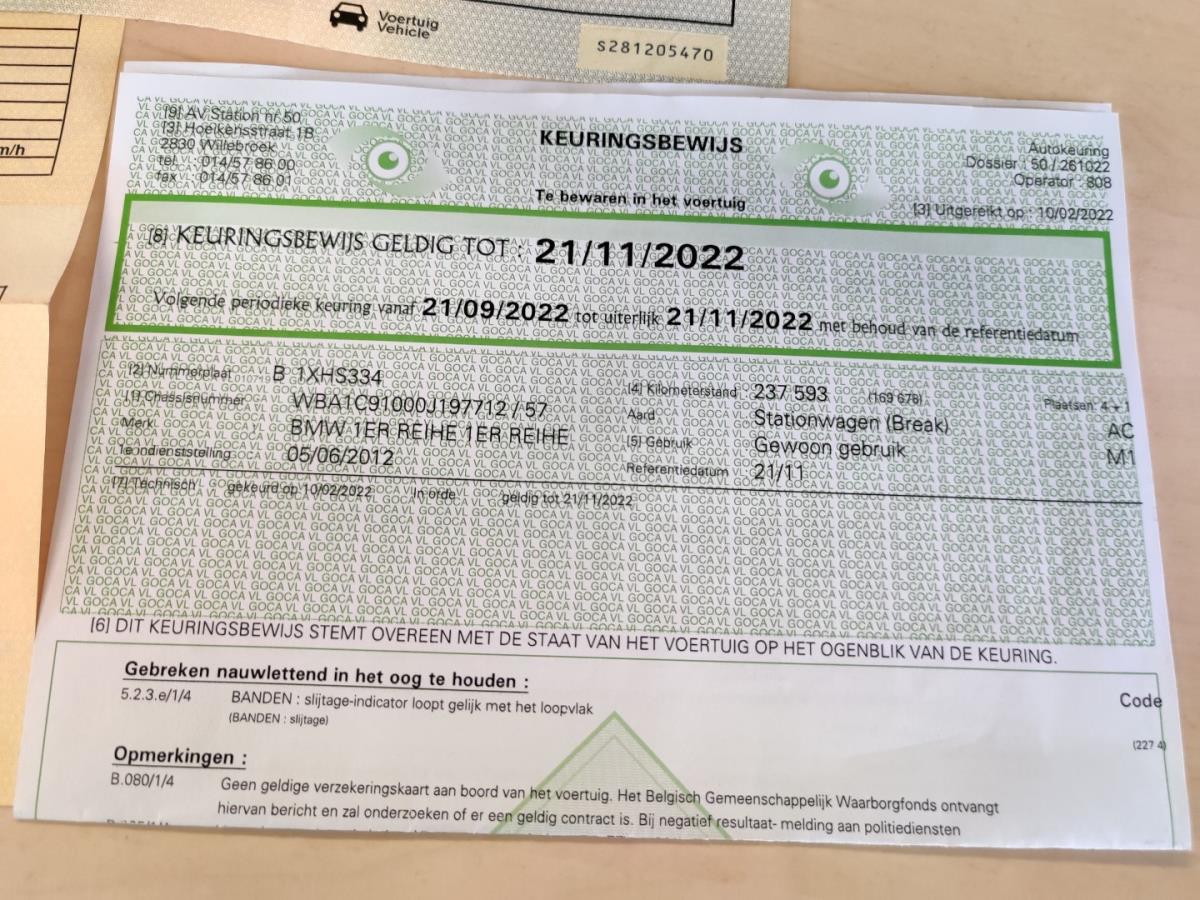 Voertuig
Vehicle
S281205470
m/h
[9] AV Station nr 50
[3] Hoeikensstraat 1B
2830 Willebroek
tel : 014/57 86 00
fax : 014/57 86 01
KEURINGSBEWIJS
Te bewaren in het voertuig
Autokeuring
Dossier : 50 / 261022
Operator : 808
[3] Uitgereikt op : 10/02/2022
[8] KEURINGSBEWIJS GELDIG TOT : 21/11/2022
Volgende periodieke keuring vanaf 21/09/2022 tot uiterlijk 21/11/2022 met behoud van de referentiedatum
[2] Nummerplaat B 1XHS334
[1] Chassisnummer WBA1C91000J197712 / 57
Merk BMW 1ER REIHE 1ER REIHE
1e indienststelling 05/06/2012
[4] Kilometerstand 237 593 (169 678) Plaatsen: 4 + 1
Aard Stationwagen (Break) AC
[5] Gebruik Gewoon gebruik M1
Referentiedatum 21/11
[7] Technisch gekeurd op 10/02/2022 In orde geldig tot 21/11/2022
GOCA VL GOCA VL GOCA VL
[6] DIT KEURINGSBEWIJS STEMT OVEREEN MET DE STAAT VAN HET VOERTUIG OP HET OGENBLIK VAN DE KEURING.
Gebreken nauwlettend in het oog te houden :
Code
5.2.3.e/1/4 BANDEN : slijtage-indicator loopt gelijk met het loopvlak
(BANDEN : slijtage)
(227 4)
Opmerkingen :
B.080/1/4 Geen geldige verzekeringskaart aan boord van het voertuig. Het Belgisch Gemeenschappelijk Waarborgfonds ontvangt
hiervan bericht en zal onderzoeken of er een geldig contract is. Bij negatief resultaat- melding aan politiediensten